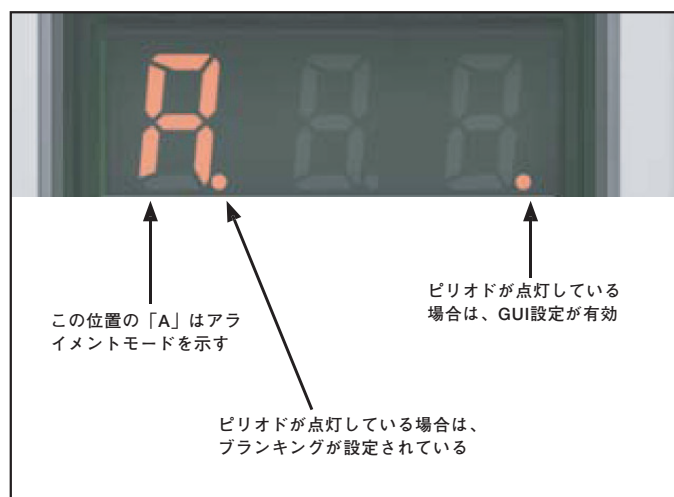 A.
.
ピリオドが点灯している
場合は、GUI設定が有効
この位置の「A」はアラ
イメントモードを示す
ピリオドが点灯している場合は、
ブランキングが設定されている